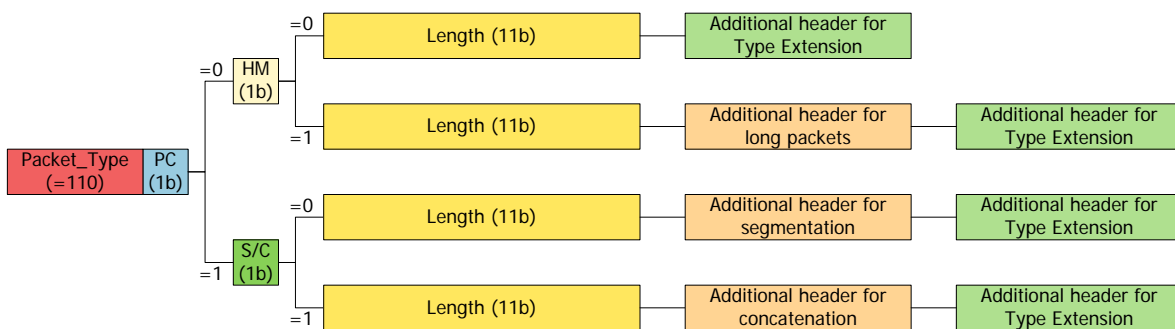 =0
Length (11b)
Additional header for
Type Extension
=0
HM
(1b)
=1
Length (11b)
Additional header for
long packets
Additional header for
Type Extension
Packet_Type
(=110)
PC
(1b)
=0
Length (11b)
Additional header for
segmentation
Additional header for
Type Extension
=1
S/C
(1b)
=1
Length (11b)
Additional header for
concatenation
Additional header for
Type Extension